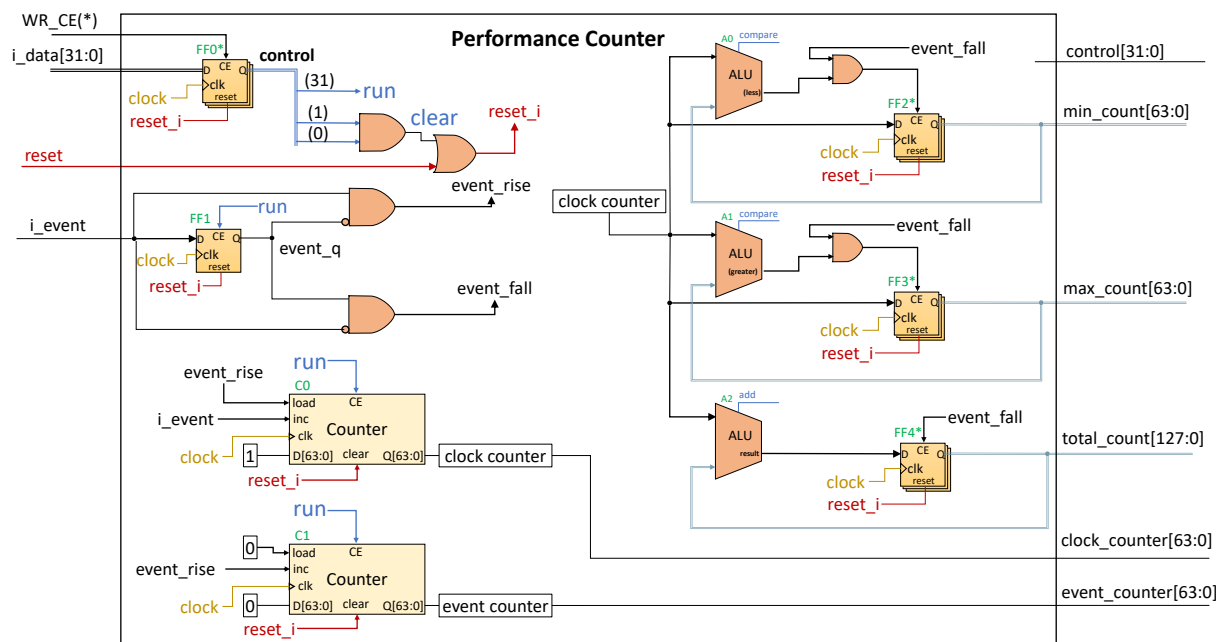 Performance Counter
WR_CE(*)
i_data[31:0]
FF0*
CE
D
Q
clk
reset
clock
reset_i
control
(31)
run
(1)
(0)
clear
reset_i
reset
i_event
FF1
run
CE
D
Q
clk
reset
clock
reset_i
event_q
event_rise
event_fall
run
event_rise
C0
load
CE
i_event
inc
clk
Counter
clock
1
D[63:0]
clear
Q[63:0]
clock counter
reset_i
run
C1
0
load
CE
event_rise
inc
clk
Counter
clock
0
D[63:0]
clear
Q[63:0]
event counter
reset_i
clock counter
A0
compare
ALU
(less)
event_fall
FF2*
CE
D
Q
clk
reset
clock
reset_i
A1
compare
ALU
(greater)
event_fall
FF3*
CE
D
Q
clk
reset
clock
reset_i
A2
add
ALU
result
event_fall
FF4*
CE
D
Q
clk
reset
clock
reset_i
control[31:0]
min_count[63:0]
max_count[63:0]
total_count[127:0]
clock_counter[63:0]
event_counter[63:0]